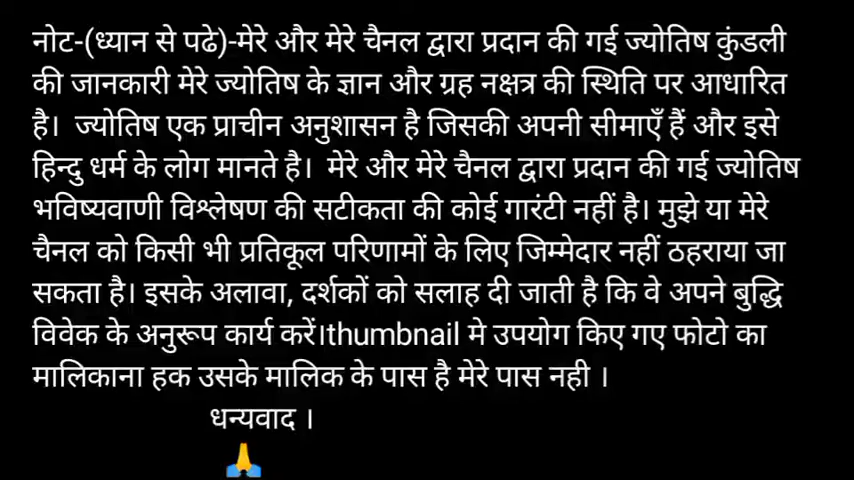 नोट-(ध्यान से पढे)-मेरे और मेरे चैनल द्वारा प्रदान की गई ज्योतिष कुंडली
की जानकारी मेरे ज्योतिष के ज्ञान और ग्रह नक्षत्र की स्थिति पर आधारित
है। ज्योतिष एक प्राचीन अनुशासन है जिसकी अपनी सीमाएँ हैं और इसे
हिन्दु धर्म के लोग मानते है। मेरे और मेरे चैनल द्वारा प्रदान की गई ज्योतिष
भविष्यवाणी विश्लेषण की सटीकता की कोई गारंटी नहीं है। मुझे या मेरे
चैनल को किसी भी प्रतिकूल परिणामों के लिए जिम्मेदार नहीं ठहराया जा
सकता है। इसके अलावा, दर्शकों को सलाह दी जाती है कि वे अपने बुद्धि
विवेक के अनुरूप कार्य करें।thumbnail मे उपयोग किए गए फोटो का
मालिकाना हक उसके मालिक के पास है मेरे पास नही ।
धन्यवाद ।
🙏